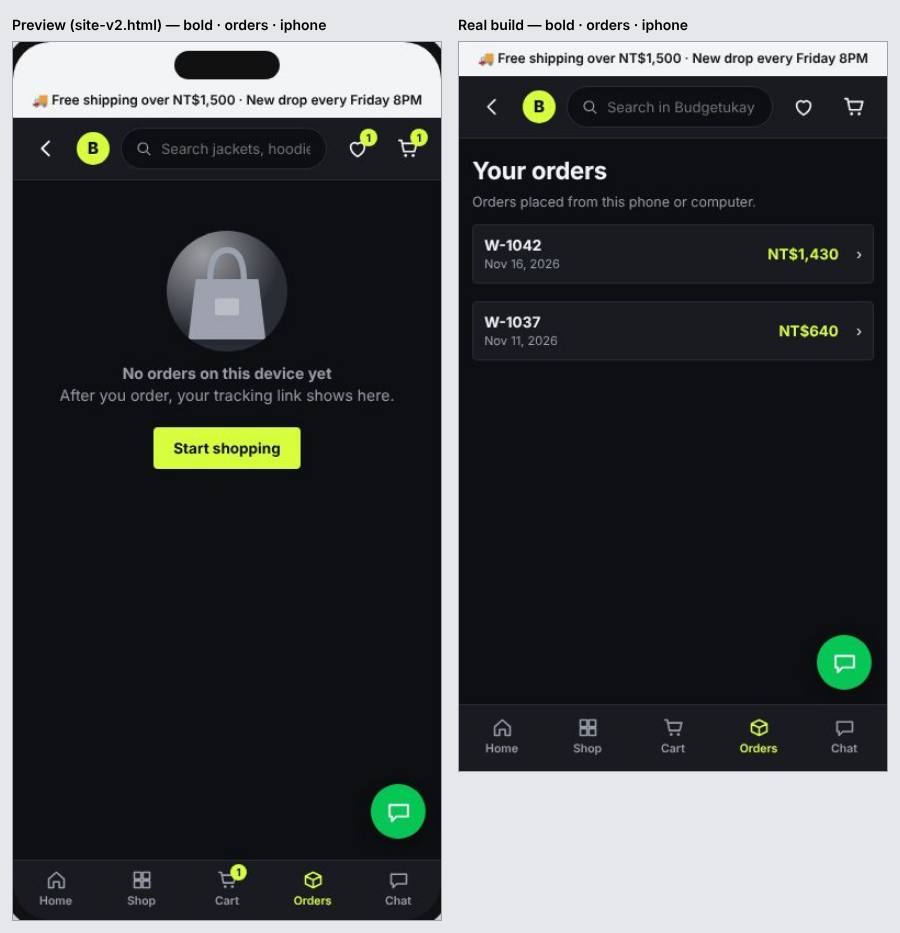 Preview (site-v2.html) — bold · orders · iphone
🚚 Free shipping over NT$1,500 · New drop every Friday 8PM
B
Search jackets, hoodie
1
1
No orders on this device yet
After you order, your tracking link shows here.
Start shopping
1
Home
Shop
Cart
Orders
Chat
Real build — bold · orders · iphone
🚚 Free shipping over NT$1,500 · New drop every Friday 8PM
B
Search in Budgetukay
Your orders
Orders placed from this phone or computer.
W-1042
Nov 16, 2026
NT$1,430 ›
W-1037
Nov 11, 2026
NT$640 ›
Home
Shop
Cart
Orders
Chat